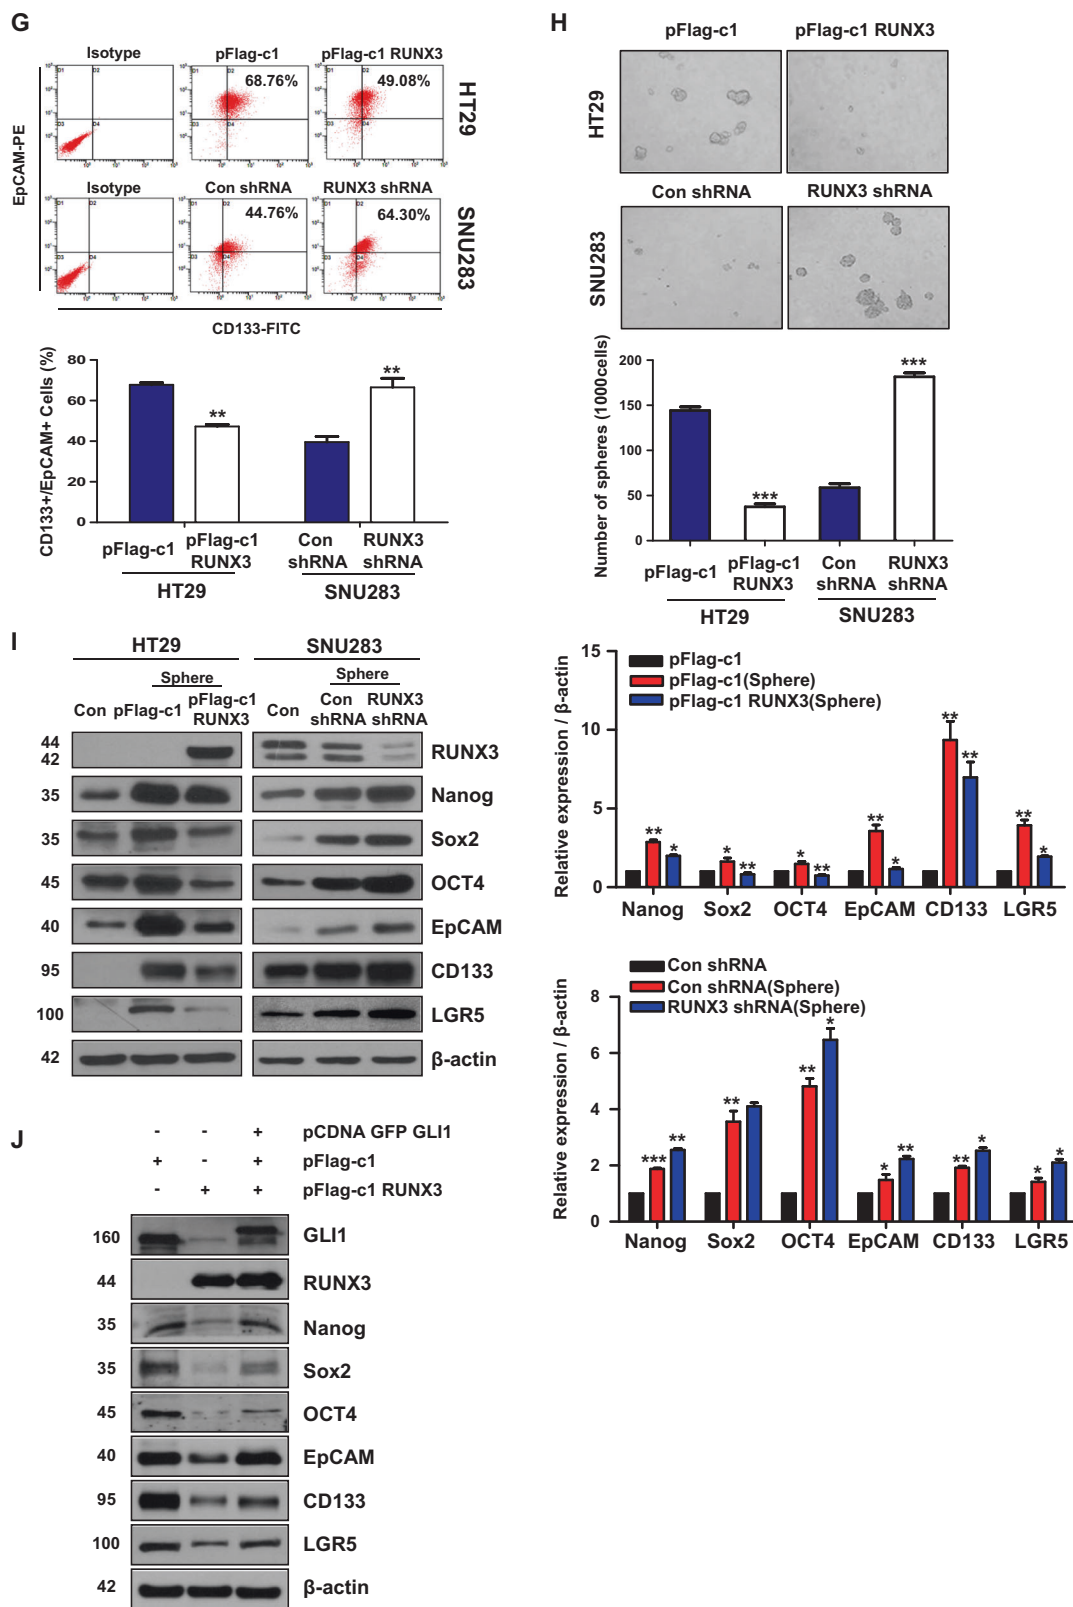 G
Isotype
pFlag-c1
pFlag-c1 RUNX3
68.76%
49.08%
HT29
EpCAM-PE
Isotype
Con shRNA
RUNX3 shRNA
44.76%
64.30%
SNU283
CD133-FITC
CD133+/EpCAM+ Cells (%)
80
60
40
20
0
**
**
pFlag-c1
pFlag-c1 RUNX3
Con shRNA
RUNX3 shRNA
HT29
SNU283
H
pFlag-c1
pFlag-c1 RUNX3
HT29
Con shRNA
RUNX3 shRNA
SNU283
Number of spheres (1000cells)
200
150
100
50
0
***
***
pFlag-c1
pFlag-c1 RUNX3
Con shRNA
RUNX3 shRNA
HT29
SNU283
I
HT29
SNU283
Sphere
Sphere
Con pFlag-c1 pFlag-c1 RUNX3
Con Con shRNA RUNX3 shRNA
44
42
RUNX3
35
Nanog
35
Sox2
45
OCT4
40
EpCAM
95
CD133
100
LGR5
42
β-actin
Relative expression / β-actin
15
10
5
0
pFlag-c1
pFlag-c1(Sphere)
pFlag-c1 RUNX3(Sphere)
** * * ** * ** ** * ** ** ** *
Nanog Sox2 OCT4 EpCAM CD133 LGR5
Relative expression / β-actin
8
6
4
2
0
Con shRNA
Con shRNA(Sphere)
RUNX3 shRNA(Sphere)
*** ** ** ** * * ** ** * * *
Nanog Sox2 OCT4 EpCAM CD133 LGR5
J
- - + pCDNA GFP GLI1
+ - + pFlag-c1
- + + pFlag-c1 RUNX3
160
GLI1
44
RUNX3
35
Nanog
35
Sox2
45
OCT4
40
EpCAM
95
CD133
100
LGR5
42
β-actin